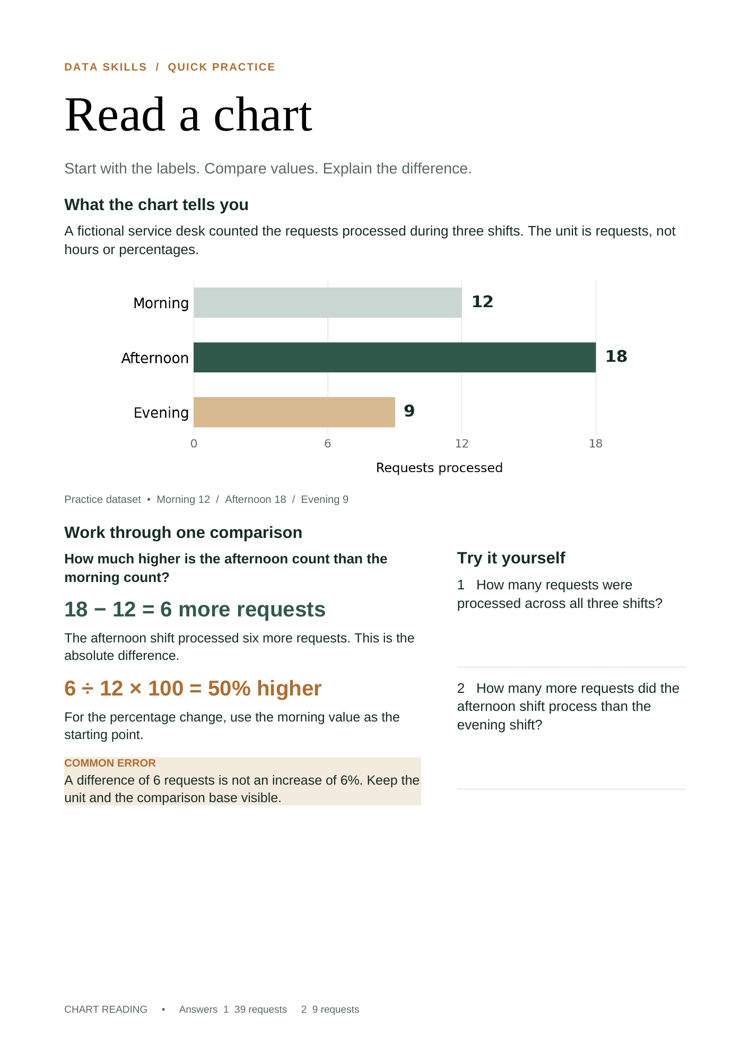 DATA SKILLS / QUICK PRACTICE
Read a chart
Start with the labels. Compare values. Explain the difference.
What the chart tells you
A fictional service desk counted the requests processed during three shifts. The unit is requests, not
hours or percentages.
Morning 12
Afternoon 18
Evening 9
0 6 12 18
Requests processed
Practice dataset • Morning 12 / Afternoon 18 / Evening 9
Work through one comparison
How much higher is the afternoon count than the
morning count?
18 − 12 = 6 more requests
The afternoon shift processed six more requests. This is the
absolute difference.
6 ÷ 12 × 100 = 50% higher
For the percentage change, use the morning value as the
starting point.
COMMON ERROR
A difference of 6 requests is not an increase of 6%. Keep the
unit and the comparison base visible.
Try it yourself
1 How many requests were
processed across all three shifts?
2 How many more requests did the
afternoon shift process than the
evening shift?
CHART READING • Answers 1 39 requests 2 9 requests